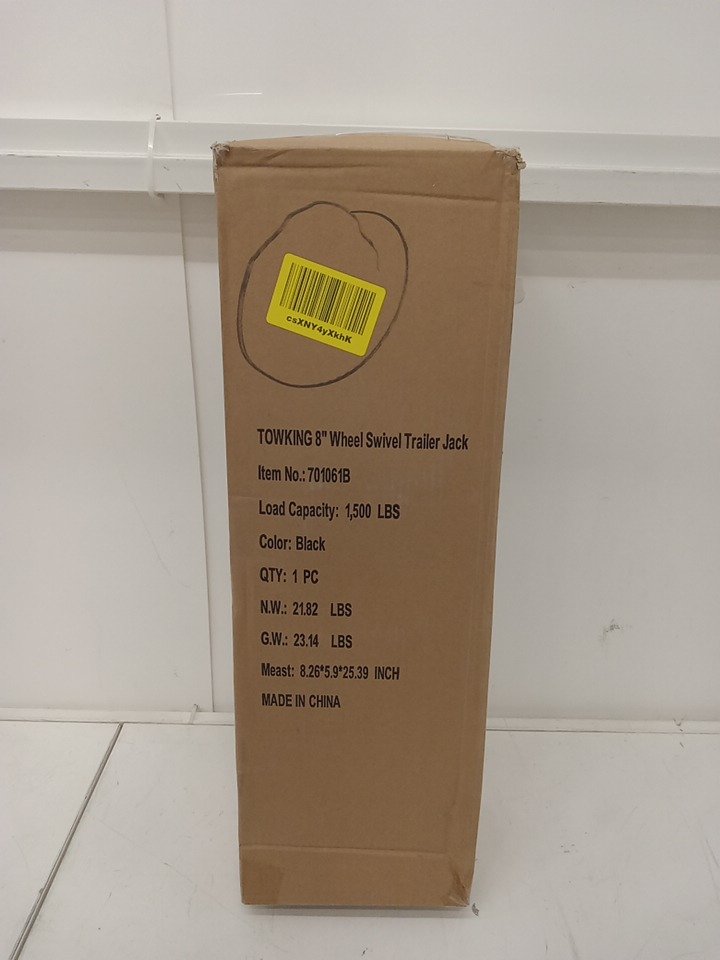 csXNY4yXkhK
TOWKING 8" Wheel Swivel Trailer Jack
Item No.: 701061B
Load Capacity: 1,500 LBS
Color: Black
QTY: 1 PC
N.W.: 21.82 LBS
G.W.: 23.14 LBS
Meast: 8.26*5.9*25.39 INCH
MADE IN CHINA